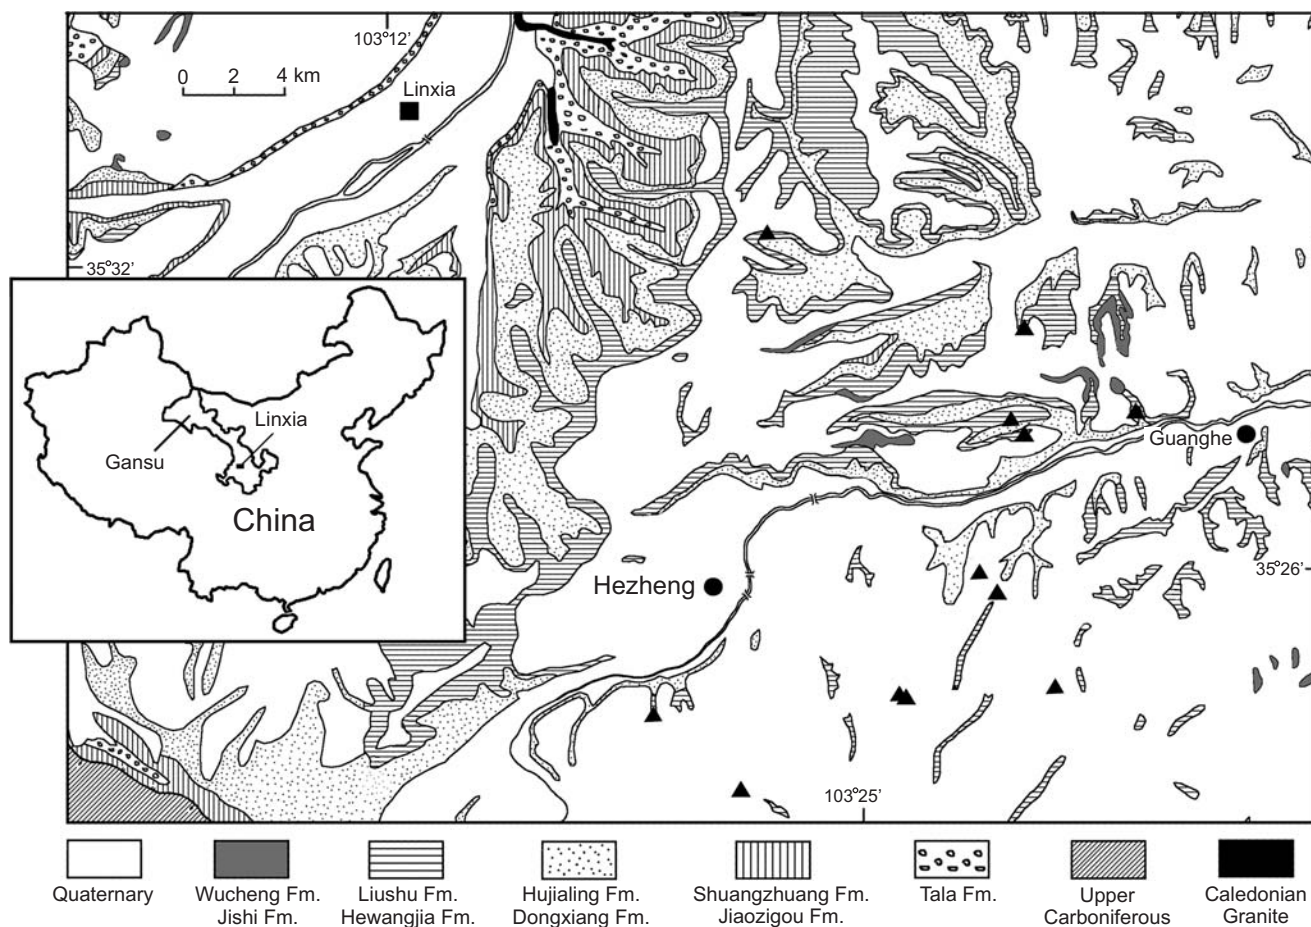 103°12'
0 2 4 km
Linxia
35°32'
Linxia
Gansu
China
Guanghe
Hezheng
35°26'
103°25'
Quaternary
Wucheng Fm.
Jishi Fm.
Liushu Fm.
Hewangjia Fm.
Hujialing Fm.
Dongxiang Fm.
Shuangzhuang Fm.
Jiaozigou Fm.
Tala Fm.
Upper
Carboniferous
Caledonian
Granite